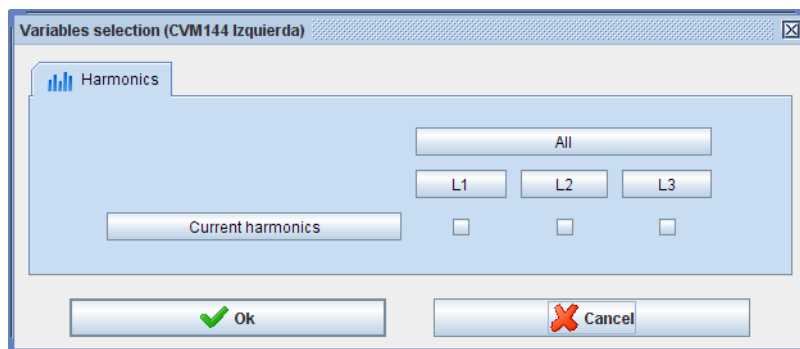 Variables selection (CVM144 Izquierda)
Harmonics
All
L1 L2 L3
Current harmonics
Ok Cancel